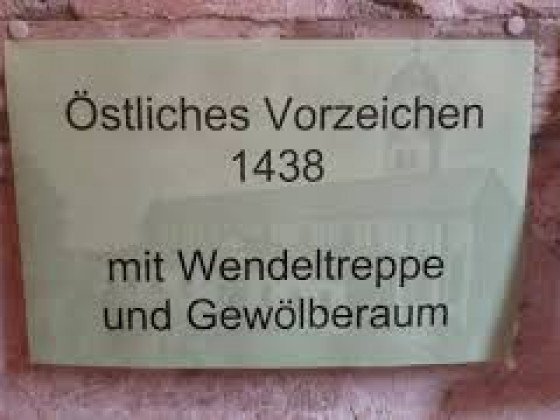 Östliches Vorzeichen
1438
mit Wendeltreppe
und Gewölberaum